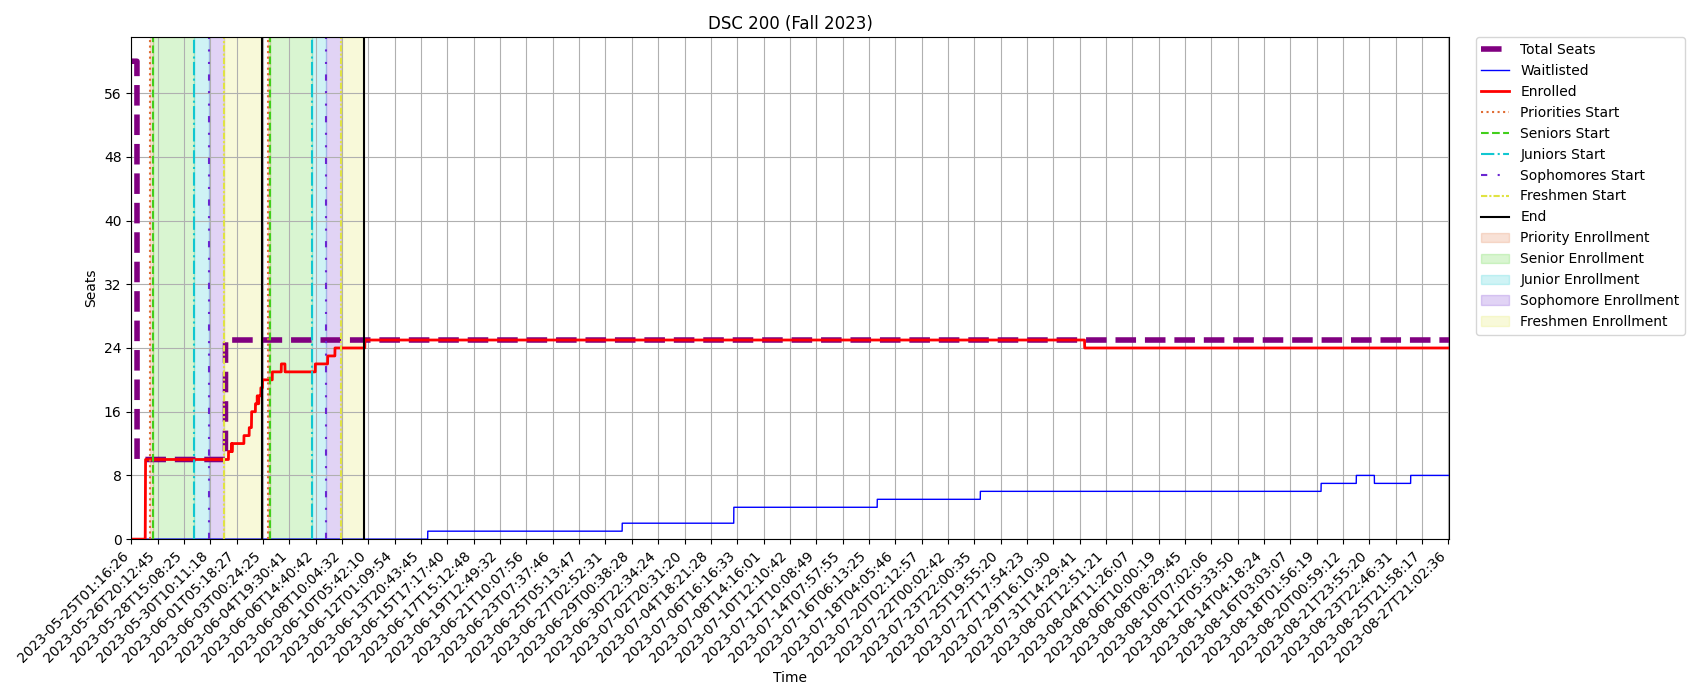 DSC 200 (Fall 2023)
Seats
56
48
40
32
24
16
8
0
2023-05-25T01:16:26
2023-05-26T20:12:45
2023-05-28T15:08:25
2023-05-30T10:11:18
2023-06-01T05:18:27
2023-06-03T00:24:25
2023-06-04T19:30:41
2023-06-06T14:40:42
2023-06-08T10:04:32
2023-06-10T05:42:10
2023-06-12T01:09:54
2023-06-13T20:43:45
2023-06-15T17:17:40
2023-06-17T15:12:48
2023-06-19T12:49:32
2023-06-21T10:07:56
2023-06-23T07:37:46
2023-06-25T05:13:47
2023-06-27T02:52:31
2023-06-29T00:38:28
2023-06-30T22:34:24
2023-07-02T20:31:20
2023-07-04T18:21:28
2023-07-06T16:16:33
2023-07-08T14:16:01
2023-07-10T12:10:42
2023-07-12T10:08:49
2023-07-14T07:57:55
2023-07-16T06:13:25
2023-07-18T04:05:46
2023-07-20T02:12:57
2023-07-22T00:02:42
2023-07-23T22:00:35
2023-07-25T19:55:20
2023-07-27T17:54:23
2023-07-29T16:10:30
2023-07-31T14:29:41
2023-08-02T12:51:21
2023-08-04T11:26:07
2023-08-06T10:00:19
2023-08-08T08:29:45
2023-08-10T07:02:06
2023-08-12T05:33:50
2023-08-14T04:18:24
2023-08-16T03:03:07
2023-08-18T01:56:19
2023-08-20T00:59:12
2023-08-21T23:55:20
2023-08-23T22:46:31
2023-08-25T21:58:17
2023-08-27T21:02:36
Time
Total Seats
Waitlisted
Enrolled
Priorities Start
Seniors Start
Juniors Start
Sophomores Start
Freshmen Start
End
Priority Enrollment
Senior Enrollment
Junior Enrollment
Sophomore Enrollment
Freshmen Enrollment